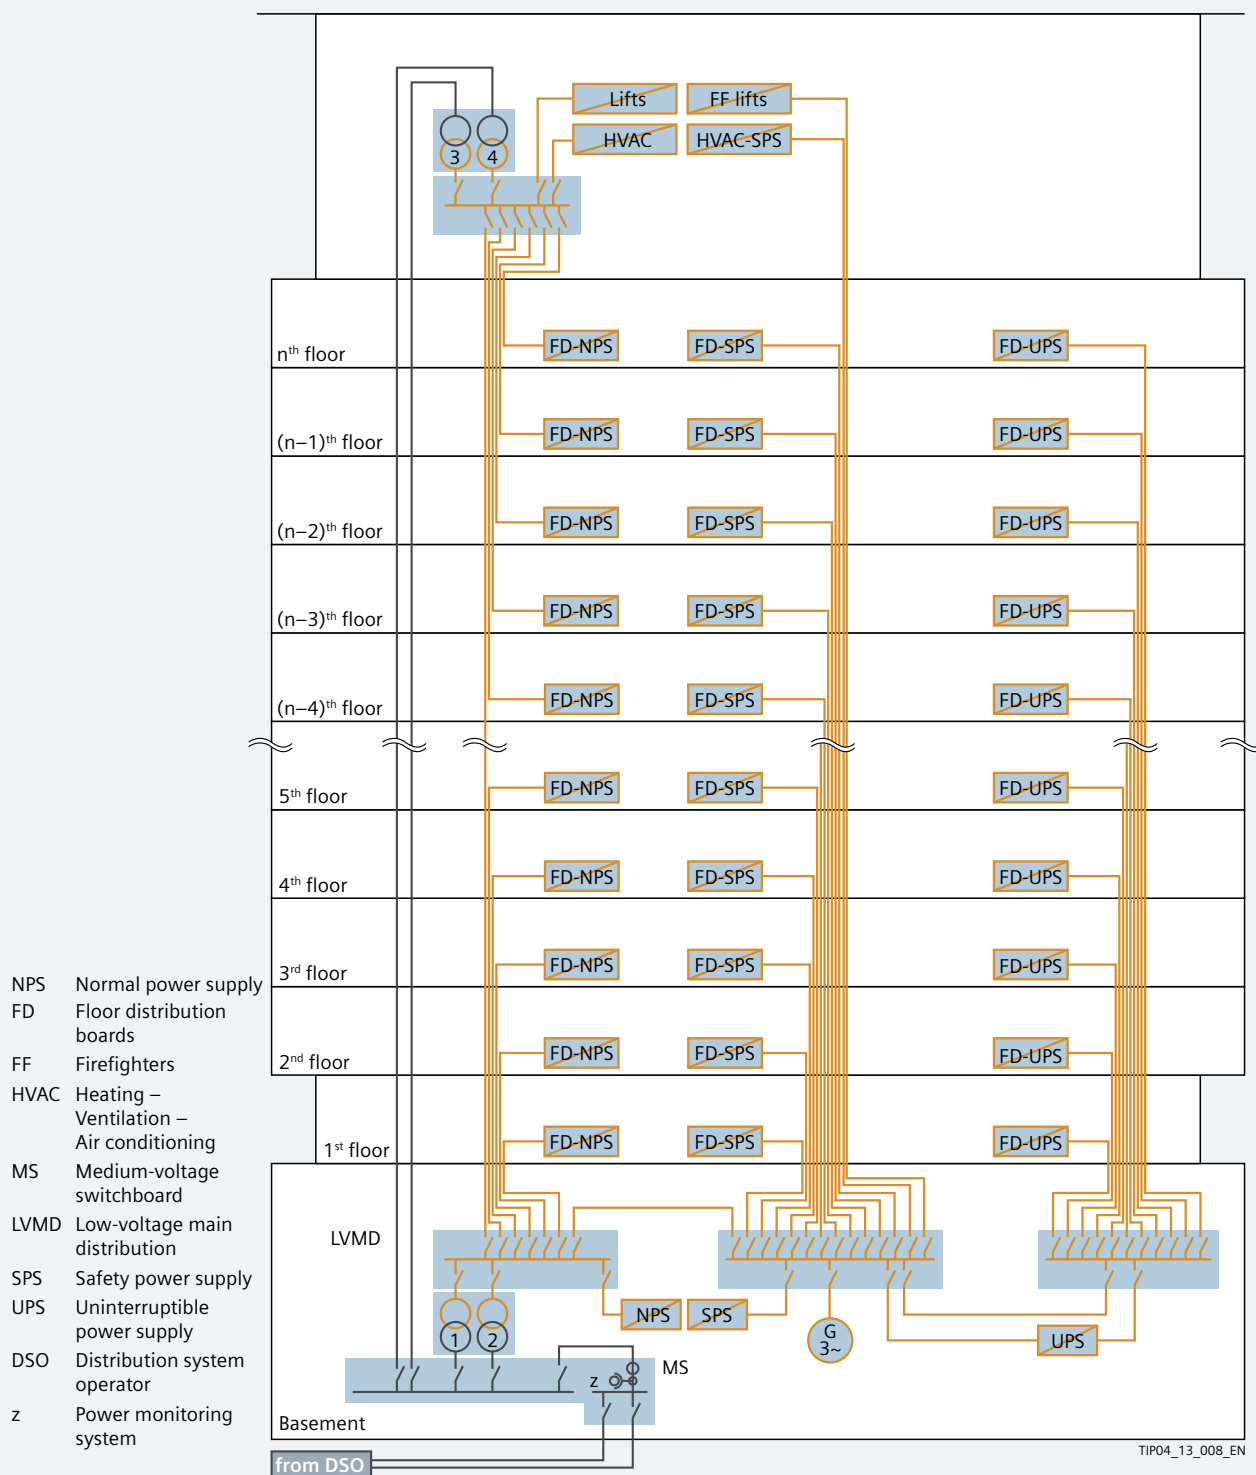 Lifts FF lifts
HVAC HVAC-SPS
3 4
nth floor FD-NPS FD-SPS FD-UPS
(n–1)th floor FD-NPS FD-SPS FD-UPS
(n–2)th floor FD-NPS FD-SPS FD-UPS
(n–3)th floor FD-NPS FD-SPS FD-UPS
(n–4)th floor FD-NPS FD-SPS FD-UPS
5th floor FD-NPS FD-SPS FD-UPS
4th floor FD-NPS FD-SPS FD-UPS
3rd floor FD-NPS FD-SPS FD-UPS
2nd floor FD-NPS FD-SPS FD-UPS
1st floor FD-NPS FD-SPS FD-UPS
LVMD
NPS SPS
G
3~
UPS
1 2
z
MS
Basement
from DSO
NPS Normal power supply
FD Floor distribution
boards
FF Firefighters
HVAC Heating –
Ventilation –
Air conditioning
MS Medium-voltage
switchboard
LVMD Low-voltage main
distribution
SPS Safety power supply
UPS Uninterruptible
power supply
DSO Distribution system
operator
z Power monitoring
system
TIP04_13_008_EN